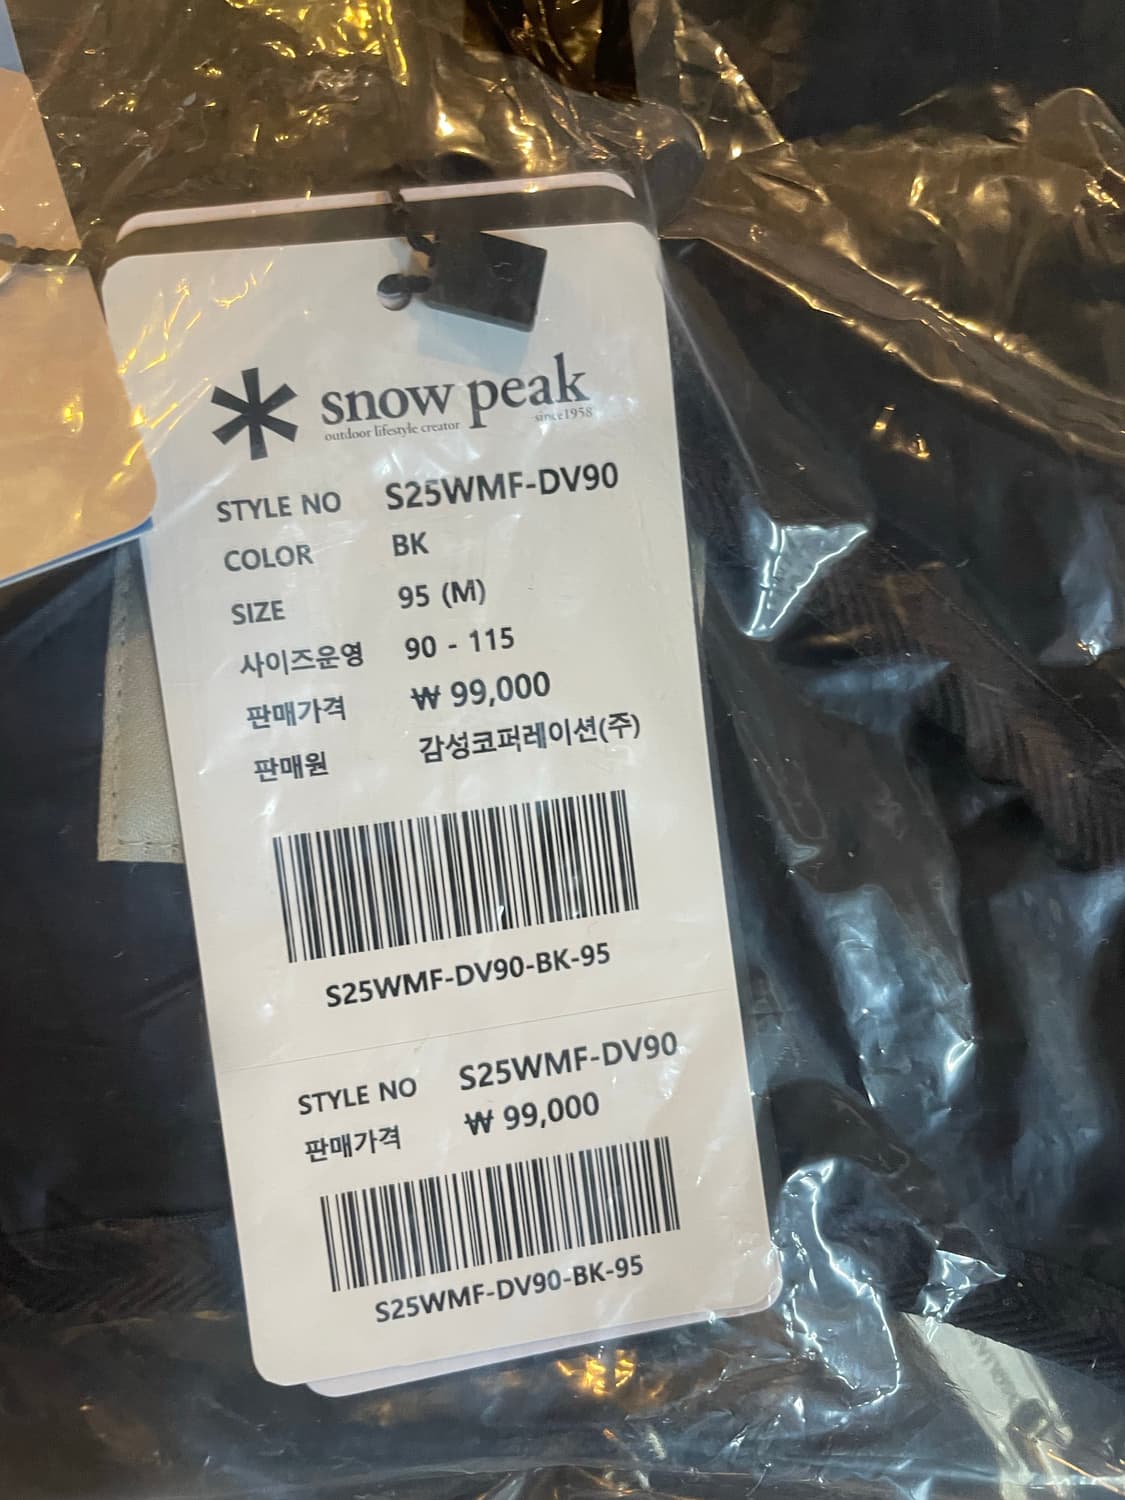 snow peak
outdoor lifestyle creator since1958
STYLE NO S25WMF-DV90
COLOR BK
SIZE 95 (M)
사이즈운영 90 - 115
판매가격 ₩ 99,000
판매원 감성코퍼레이션(주)
S25WMF-DV90-BK-95
STYLE NO S25WMF-DV90
판매가격 ₩ 99,000
S25WMF-DV90-BK-95